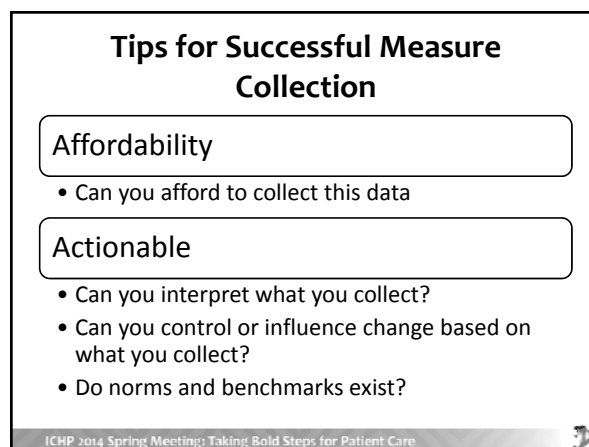 Tips for Successful Measure
Collection
Affordability
• Can you afford to collect this data
Actionable
• Can you interpret what you collect?
• Can you control or influence change based on
what you collect?
• Do norms and benchmarks exist?
ICHP 2014 Spring Meeting: Taking Bold Steps for Patient Care